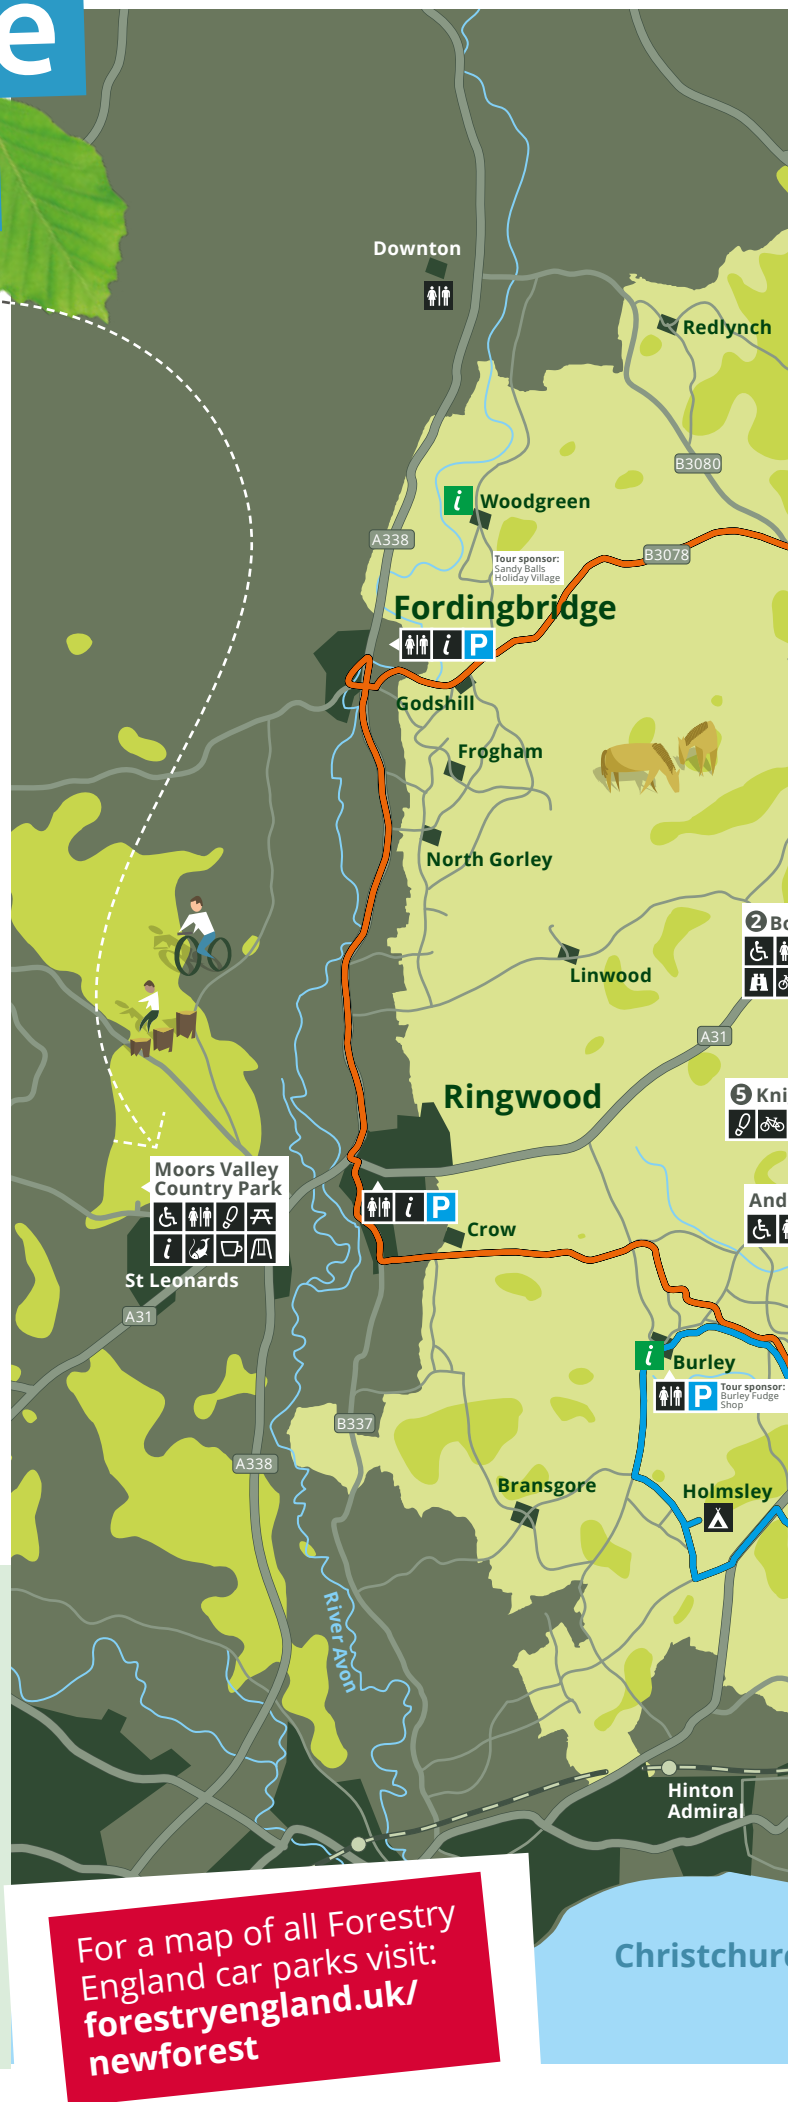 e
Downton
Redlynch
B3080
i Woodgreen
A338
B3078
Tour sponsor:
Sandy Balls
Holiday Village
Fordingbridge
i P
Godshill
Frogham
North Gorley
2
Linwood
A31
Ringwood
5
Moors Valley
Country Park
i
i P
Crow
St Leonards
A31
i
Burley
P
Tour sponsor:
Burley Fudge
Shop
B337
A338
Bransgore
Holmsley
River Avon
Hinton
Admiral
For a map of all Forestry
England car parks visit:
forestryengland.uk/
newforest